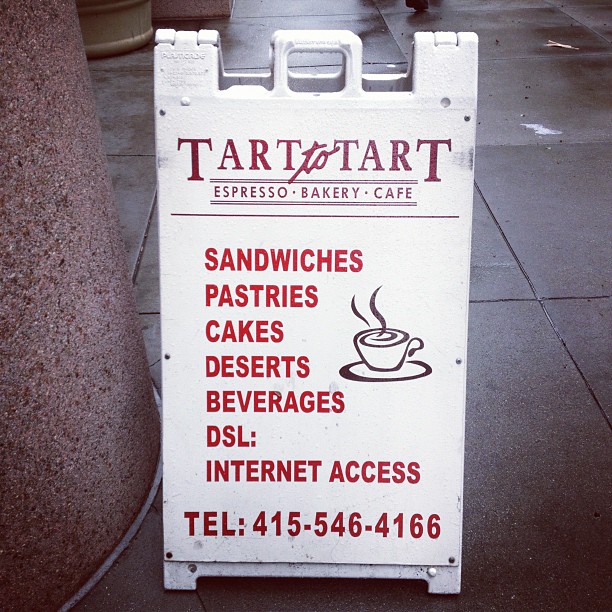 TART to TART
ESPRESSO · BAKERY · CAFE
SANDWICHES
PASTRIES
CAKES
DESERTS
BEVERAGES
DSL:
INTERNET ACCESS
TEL: 415-546-4166